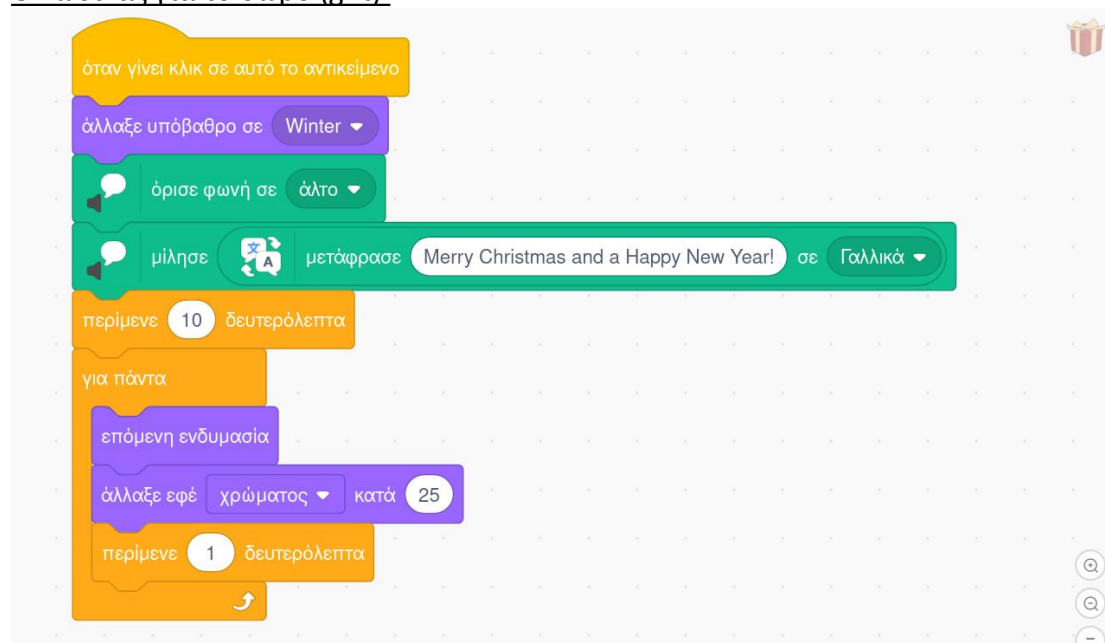 όταν γίνει κλικ σε αυτό το αντικείμενο
άλλαξε υπόβαθρο σε Winter
όρισε φωνή σε άλτο
μίλησε μετάφρασε Merry Christmas and a Happy New Year! σε Γαλλικά
περίμενε 10 δευτερόλεπτα
για πάντα
επόμενη ενδυμασία
άλλαξε εφέ χρώματος κατά 25
περίμενε 1 δευτερόλεπτα